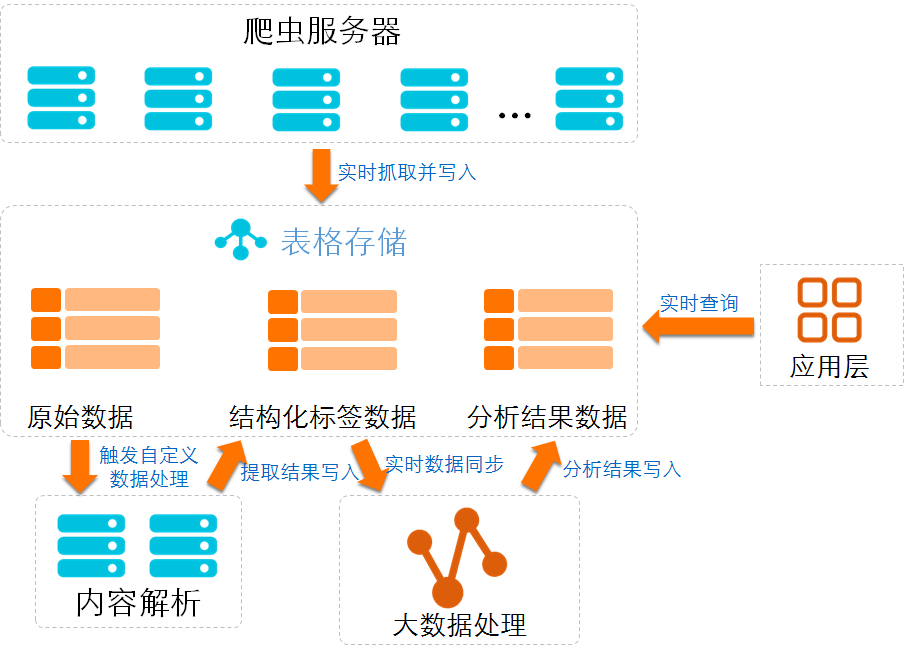 爬虫服务器
...
实时抓取并写入
表格存储
实时查询
应用层
原始数据
结构化标签数据
分析结果数据
触发自定义
数据处理
提取结果写入
实时数据同步
分析结果写入
内容解析
大数据处理